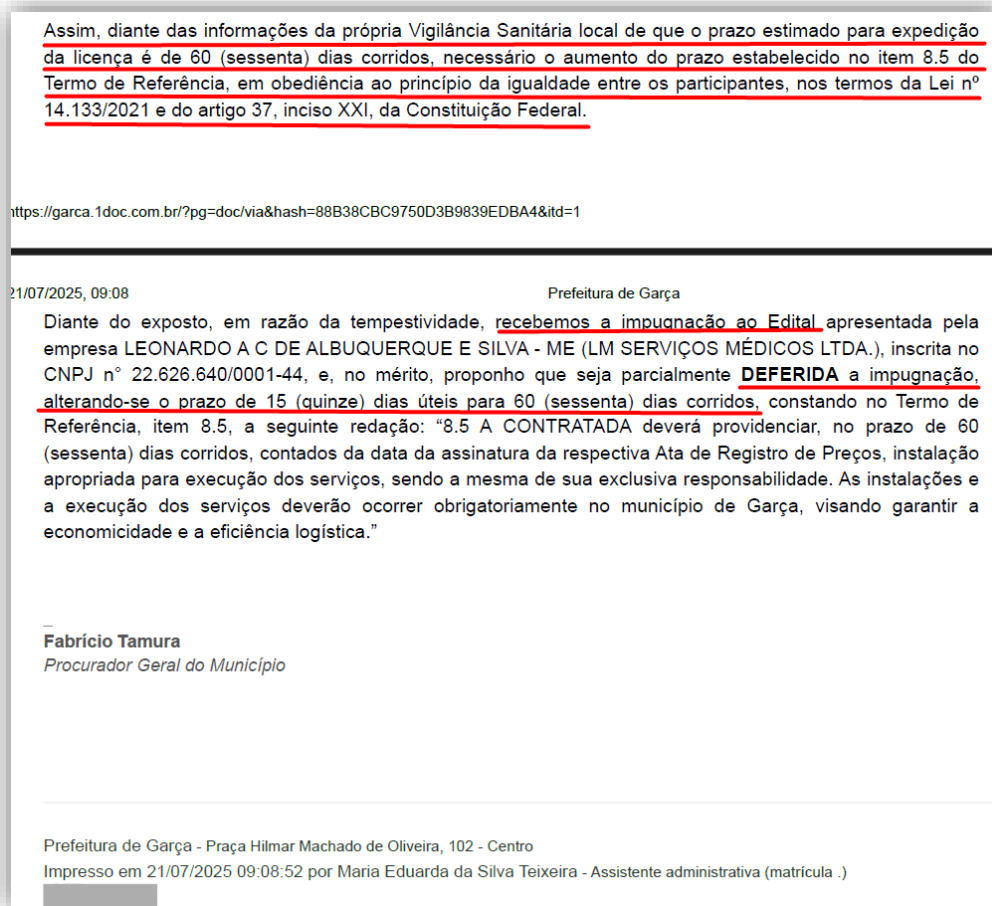 Assim, diante das informações da própria Vigilância Sanitária local de que o prazo estimado para expedição
da licença é de 60 (sessenta) dias corridos, necessário o aumento do prazo estabelecido no item 8.5 do
Termo de Referência, em obediência ao princípio da igualdade entre os participantes, nos termos da Lei nº
14.133/2021 e do artigo 37, inciso XXI, da Constituição Federal.
https://garca.1doc.com.br/?pg=doc/via&hash=88B38CBC9750D3B9839EDBA4&itd=1
21/07/2025, 09:08 Prefeitura de Garça
Diante do exposto, em razão da tempestividade, recebemos a impugnação ao Edital apresentada pela
empresa LEONARDO A C DE ALBUQUERQUE E SILVA - ME (LM SERVIÇOS MÉDICOS LTDA.), inscrita no
CNPJ n° 22.626.640/0001-44, e, no mérito, proponho que seja parcialmente DEFERIDA a impugnação,
alterando-se o prazo de 15 (quinze) dias úteis para 60 (sessenta) dias corridos, constando no Termo de
Referência, item 8.5, a seguinte redação: “8.5 A CONTRATADA deverá providenciar, no prazo de 60
(sessenta) dias corridos, contados da data da assinatura da respectiva Ata de Registro de Preços, instalação
apropriada para execução dos serviços, sendo a mesma de sua exclusiva responsabilidade. As instalações e
a execução dos serviços deverão ocorrer obrigatoriamente no município de Garça, visando garantir a
economicidade e a eficiência logística.”
_
Fabrício Tamura
Procurador Geral do Município
Prefeitura de Garça - Praça Hilmar Machado de Oliveira, 102 - Centro
Impresso em 21/07/2025 09:08:52 por Maria Eduarda da Silva Teixeira - Assistente administrativa (matrícula .)